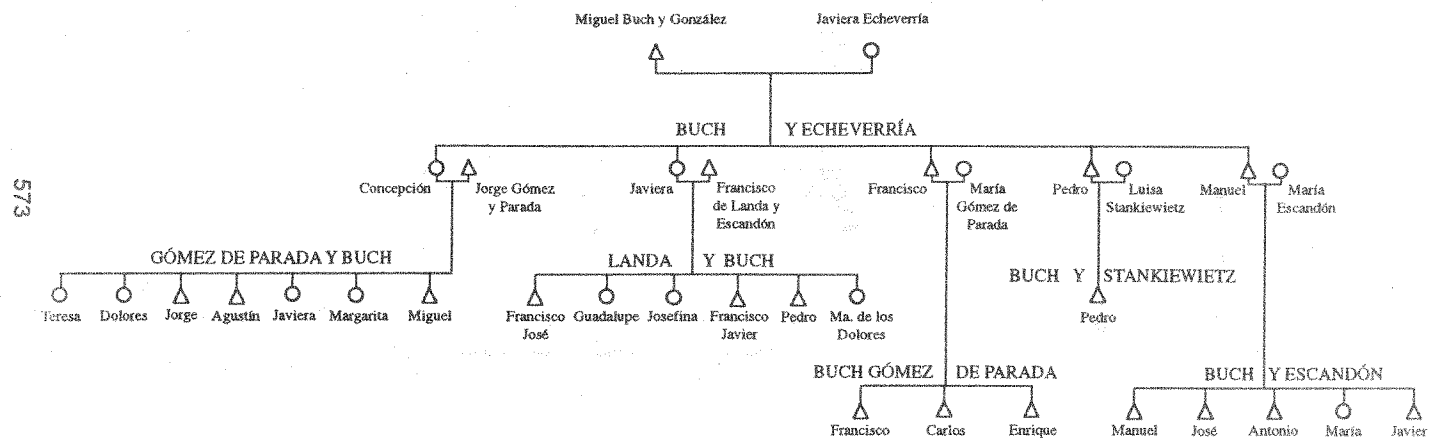 Miguel Buch y González Javiera Echeverría
BUCH Y ECHEVERRÍA
Concepción Jorge Gómez
y Parada
Javiera Francisco
de Landa y
Escandón
Francisco María
Gómez de
Parada
Pedro Luisa
Stankiewietz
Manuel María
Escandón
573
GÓMEZ DE PARADA Y BUCH
Teresa Dolores Jorge Agustín Javiera Margarita Miguel
LANDA Y BUCH
Francisco
José
Guadalupe Josefina Francisco
Javier
Pedro Ma. de los
Dolores
BUCH Y STANKIEWIETZ
Pedro
BUCH GÓMEZ DE PARADA
Francisco Carlos Enrique
BUCH Y ESCANDÓN
Manuel José Antonio María Javier